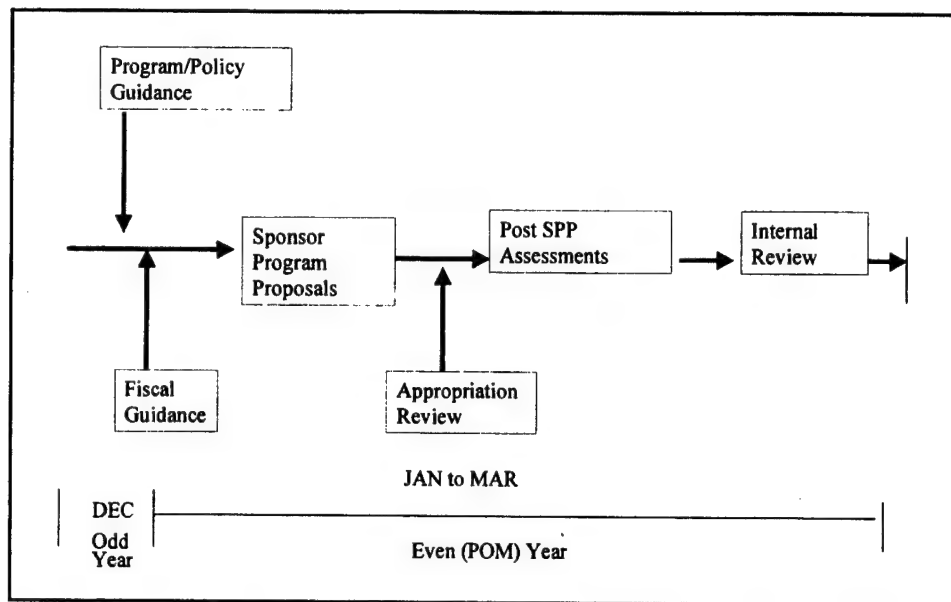 Program/Policy
Guidance
Sponsor
Program
Proposals
Post SPP
Assessments
Internal
Review
Fiscal
Guidance
Appropriation
Review
JAN to MAR
DEC
Odd
Year
Even (POM) Year